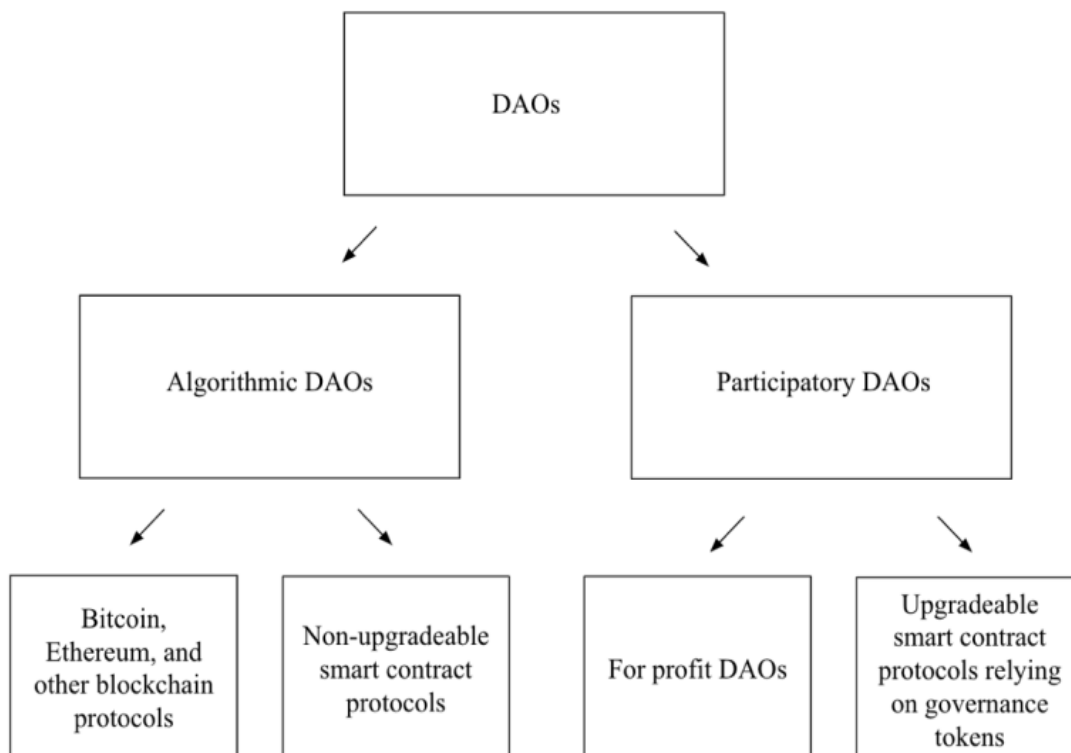 DAOs
Algorithmic DAOs
Participatory DAOs
Bitcoin,
Ethereum, and
other blockchain
protocols
Non-upgradeable
smart contract
protocols
For profit DAOs
Upgradeable
smart contract
protocols relying
on governance
tokens